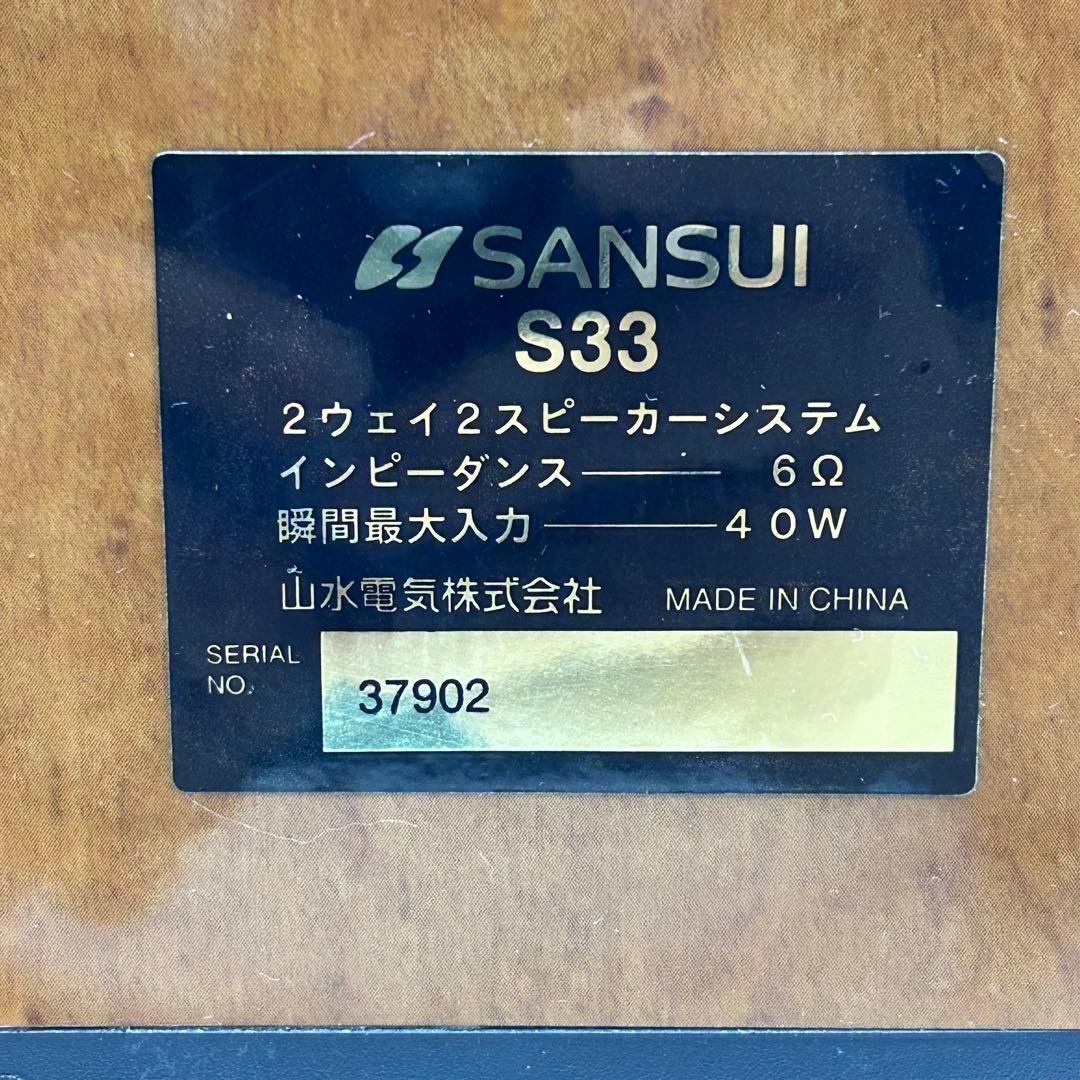 SANSUI
S33
2ウェイ2スピーカーシステム
インピーダンス 6Ω
瞬間最大入力 40W
山水電気株式会社 MADE IN CHINA
SERIAL NO. 37902